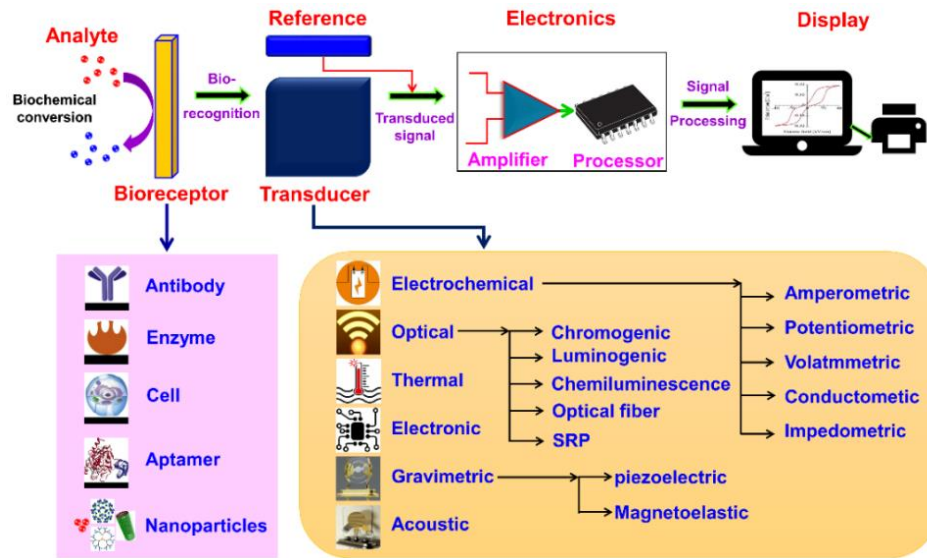 Analyte
Reference
Electronics
Display
Biochemical
conversion
Bio-
recognition
Transduced
signal
Amplifier
Processor
Signal
Processing
Bioreceptor
Transducer
Antibody
Enzyme
Cell
Aptamer
Nanoparticles
Electrochemical
Optical
Thermal
Electronic
Gravimetric
Acoustic
Chromogenic
Luminogenic
Chemiluminescence
Optical fiber
SRP
piezoelectric
Magnetoelastic
Amperometric
Potentiometric
Volatmmetric
Conductometic
Impedometric